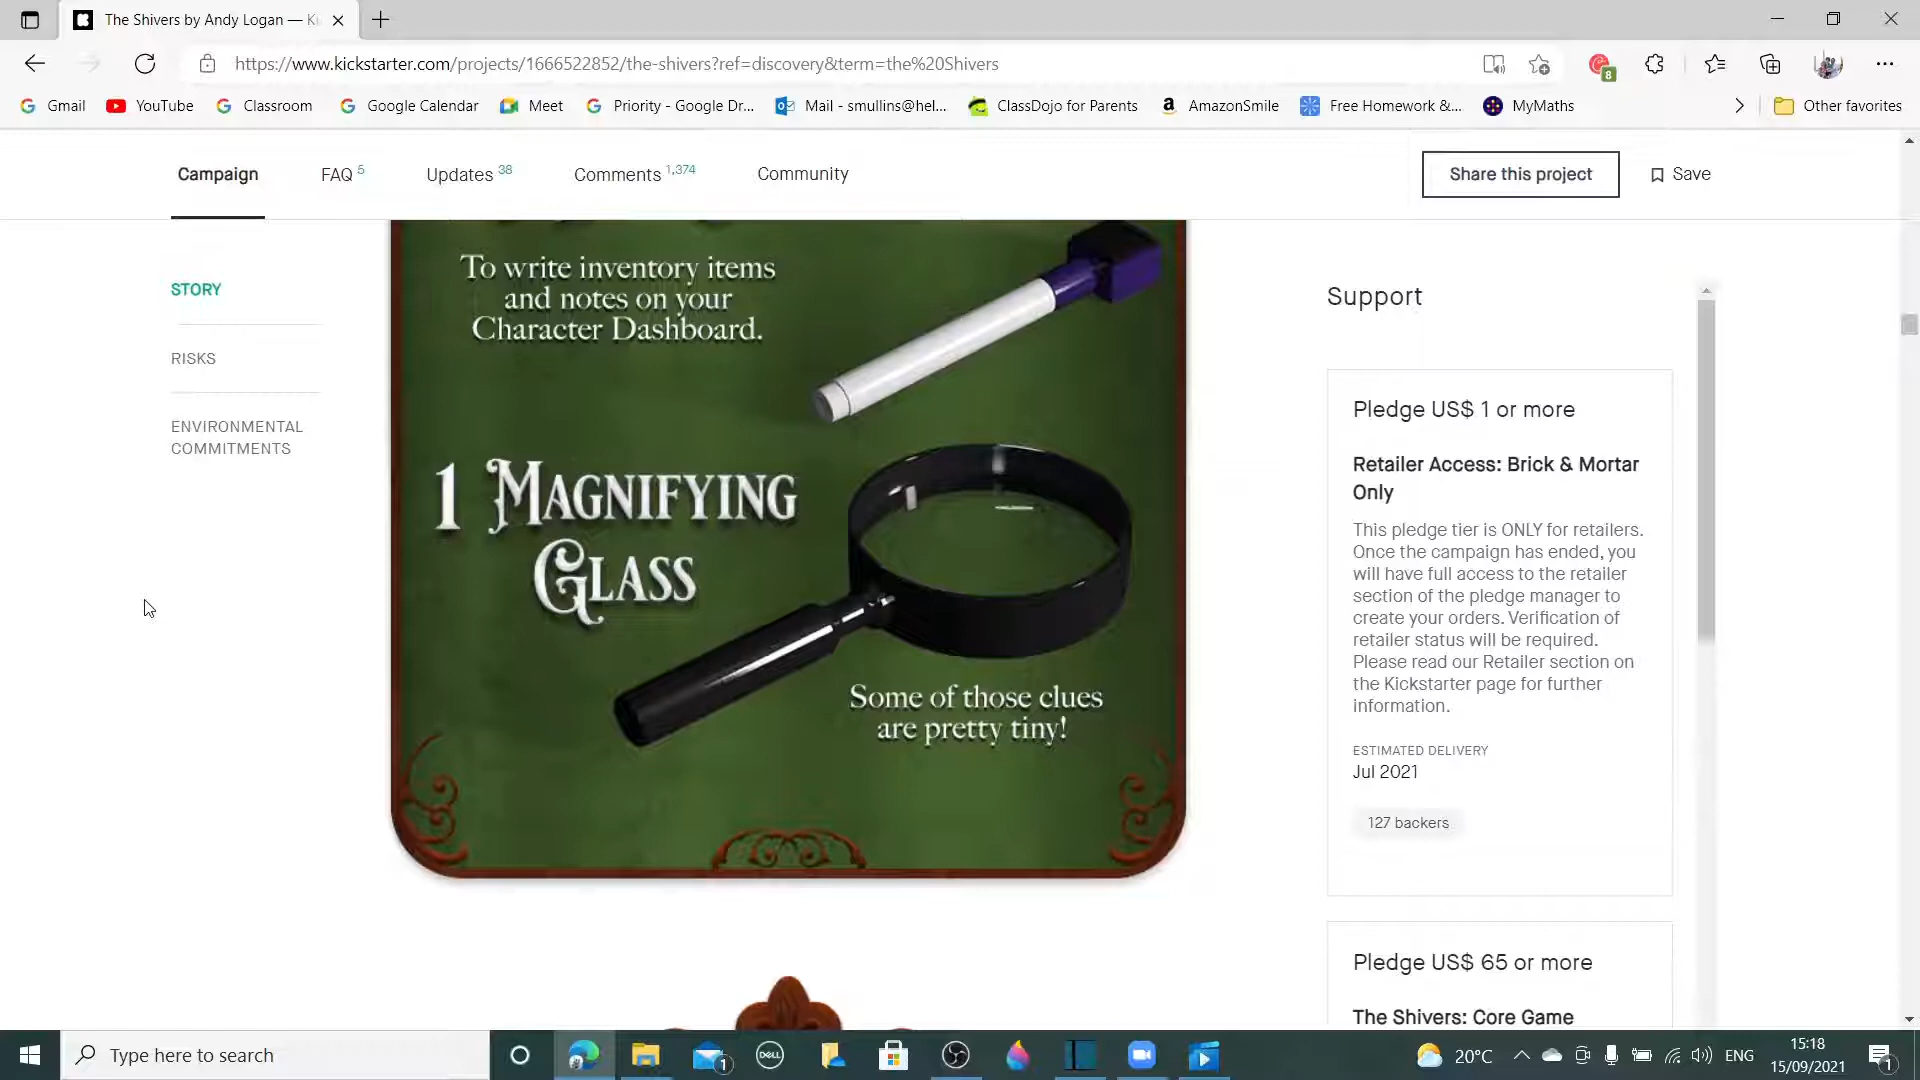 The Shivers by Andy Logan —
https://www.kickstarter.com/projects/1666522852/the-shivers?ref=discovery&term=the%20Shivers
8
Gmail
YouTube
Classroom
Google Calendar
Meet
Priority - Google Dr...
Mail - smullins@hel...
ClassDojo for Parents
AmazonSmile
Free Homework &...
MyMaths
Other favorites
Campaign
FAQ 5
Updates 38
Comments 1,374
Community
Share this project
Save
STORY
RISKS
ENVIRONMENTAL
COMMITMENTS
To write inventory items
and notes on your
Character Dashboard.
1 Magnifying
Glass
Some of those clues
are pretty tiny!
Support
Pledge US$ 1 or more
Retailer Access: Brick & Mortar
Only
This pledge tier is ONLY for retailers.
Once the campaign has ended, you
will have full access to the retailer
section of the pledge manager to
create your orders. Verification of
retailer status will be required.
Please read our Retailer section on
the Kickstarter page for further
information.
ESTIMATED DELIVERY
Jul 2021
127 backers
Pledge US$ 65 or more
The Shivers: Core Game
Type here to search
1
DELL
20°C
ENG
15:18
15/09/2021
1